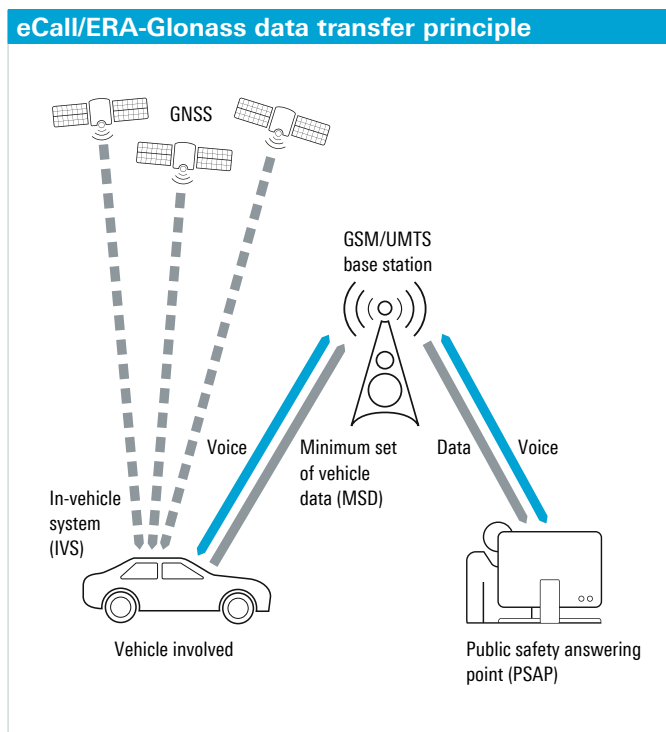 eCall/ERA-Glonass data transfer principle
GNSS
GSM/UMTS
base station
Voice
Minimum set
of vehicle
data (MSD)
Data
Voice
In-vehicle
system
(IVS)
Vehicle involved
Public safety answering
point (PSAP)